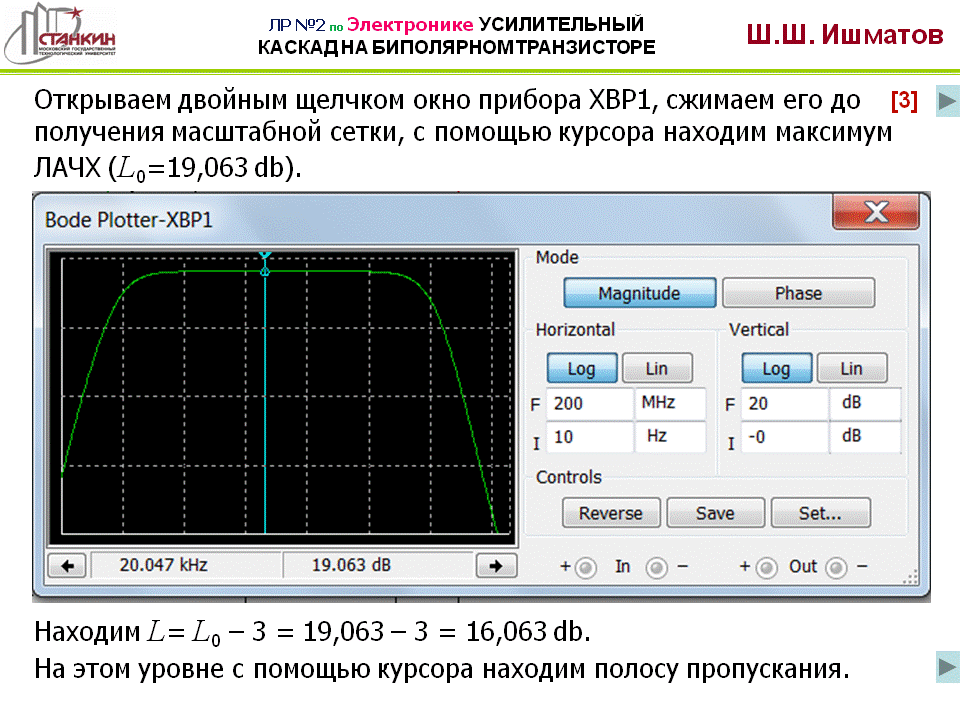 СТАНКИН
МОСКОВСКИЙ ГОСУДАРСТВЕННЫЙ
ТЕХНОЛОГИЧЕСКИЙ УНИВЕРСИТЕТ
ЛР №2 по Электронике УСИЛИТЕЛЬНЫЙ
КАСКАД НА БИПОЛЯРНОМТРАНЗИСТОРЕ
Ш.Ш. Ишматов
Открываем двойным щелчком окно прибора XBP1, сжимаем его до [3]
получения масштабной сетки, с помощью курсора находим максимум
ЛАЧХ (L0=19,063 db).
Bode Plotter-XBP1
Mode
Magnitude Phase
Horizontal Vertical
Log Lin Log Lin
F 200 MHz F 20 dB
I 10 Hz I -0 dB
Controls
Reverse Save Set...
20.047 kHz 19.063 dB + In − + Out −
Находим L= L0 − 3 = 19,063 − 3 = 16,063 db.
На этом уровне с помощью курсора находим полосу пропускания.